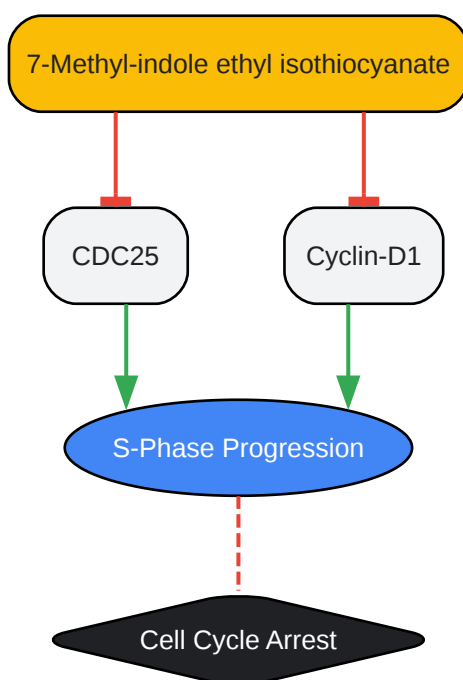 7-Methyl-indole ethyl isothiocyanate
CDC25
Cyclin-D1
S-Phase Progression
Cell Cycle Arrest